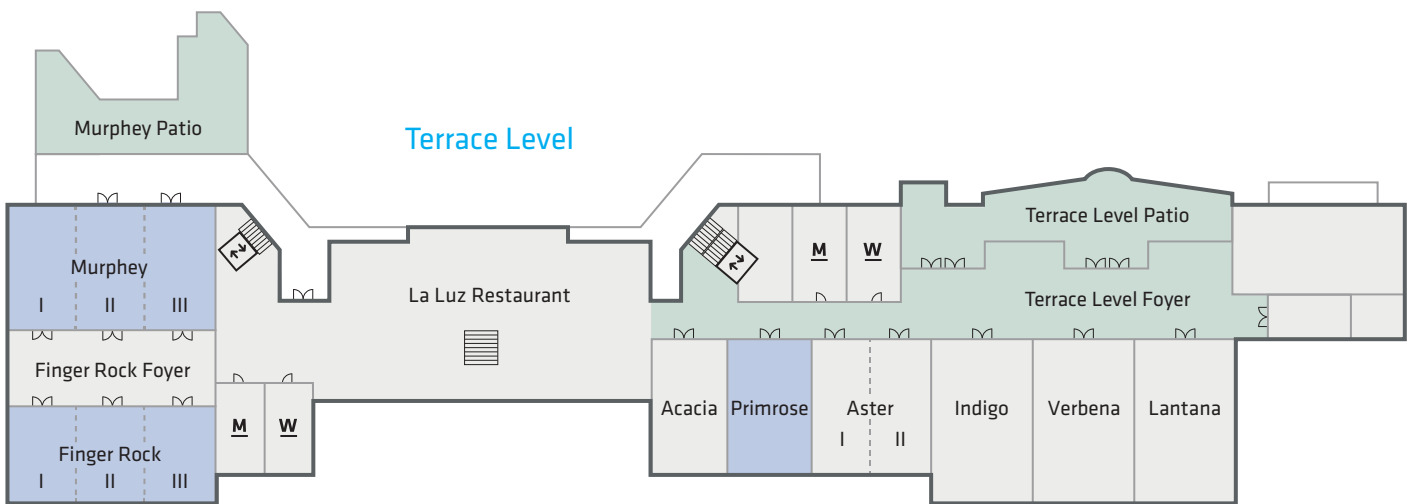 Murphey Patio
Terrace Level
Terrace Level Patio
Murphey
I II III
M W
La Luz Restaurant
Terrace Level Foyer
Finger Rock Foyer
Acacia Primrose Aster Indigo Verbena Lantana
I II
M W
Finger Rock
I II III